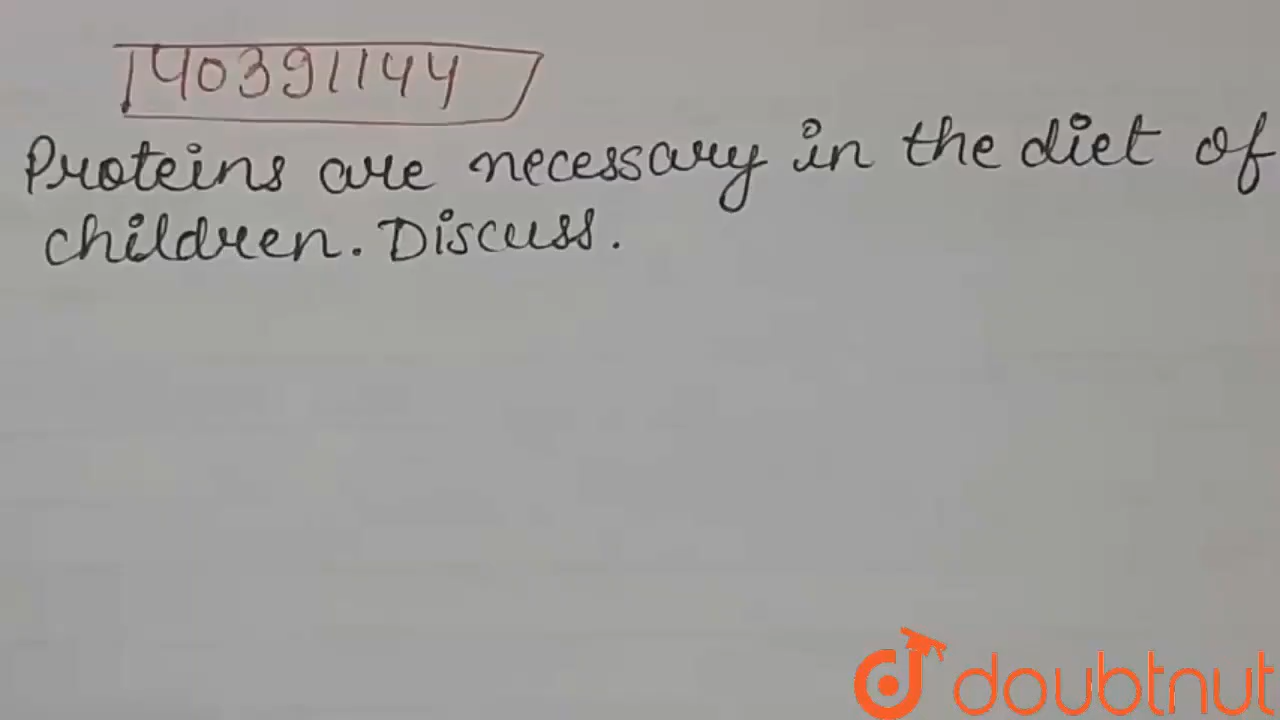 140391144
Proteins are necessary in the diet of
children. Discuss.
doubtnut